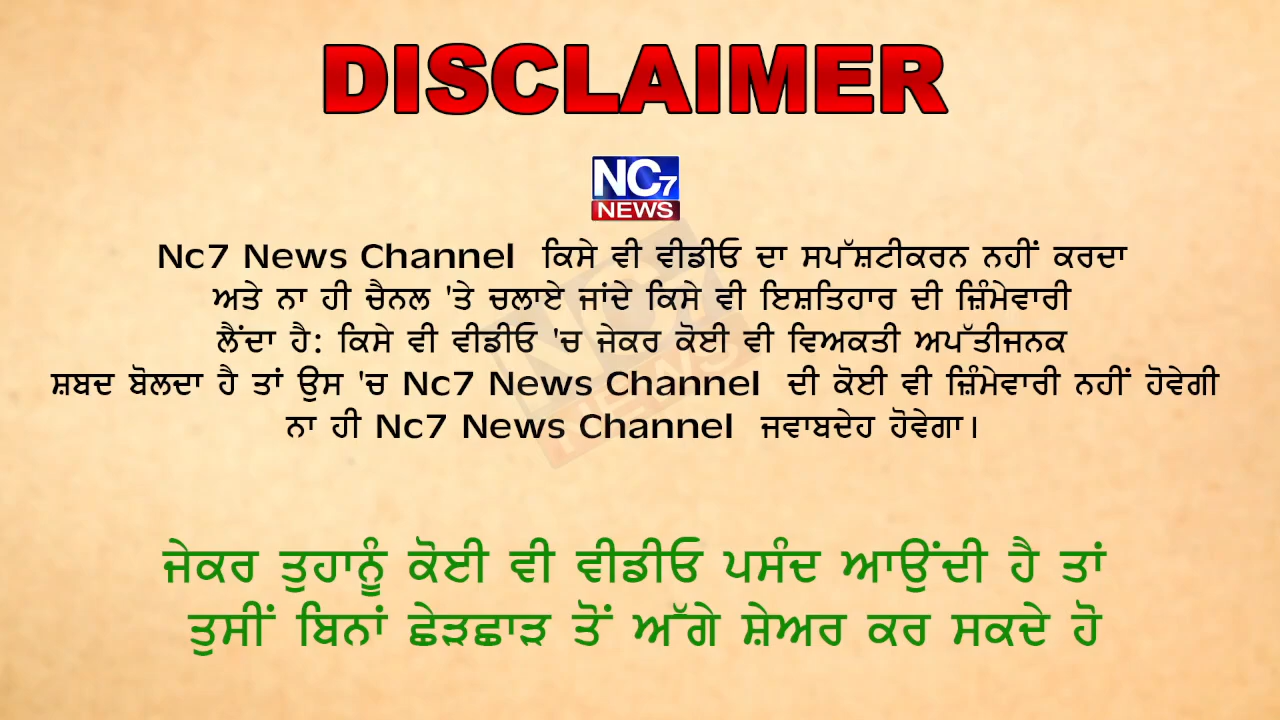 DISCLAIMER
NC7
NEWS
Nc7 News Channel ਕਿਸੇ ਵੀ ਵੀਡੀਓ ਦਾ ਸਪੱਸ਼ਟੀਕਰਨ ਨਹੀਂ ਕਰਦਾ
ਅਤੇ ਨਾ ਹੀ ਚੈਨਲ 'ਤੇ ਚਲਾਏ ਜਾਂਦੇ ਕਿਸੇ ਵੀ ਇਸ਼ਤਿਹਾਰ ਦੀ ਜ਼ਿੰਮੇਵਾਰੀ
ਲੈਂਦਾ ਹੈ: ਕਿਸੇ ਵੀ ਵੀਡੀਓ 'ਚ ਜੇਕਰ ਕੋਈ ਵੀ ਵਿਅਕਤੀ ਅਪੱਤੀਜਨਕ
ਸ਼ਬਦ ਬੋਲਦਾ ਹੈ ਤਾਂ ਉਸ 'ਚ Nc7 News Channel ਦੀ ਕੋਈ ਵੀ ਜ਼ਿੰਮੇਵਾਰੀ ਨਹੀਂ ਹੋਵੇਗੀ
ਨਾ ਹੀ Nc7 News Channel ਜਵਾਬਦੇਹ ਹੋਵੇਗਾ।
ਜੇਕਰ ਤੁਹਾਨੂੰ ਕੋਈ ਵੀ ਵੀਡੀਓ ਪਸੰਦ ਆਉਂਦੀ ਹੈ ਤਾਂ
ਤੁਸੀਂ ਬਿਨਾਂ ਛੇੜਛਾੜ ਤੋਂ ਅੱਗੇ ਸ਼ੇਅਰ ਕਰ ਸਕਦੇ ਹੋ